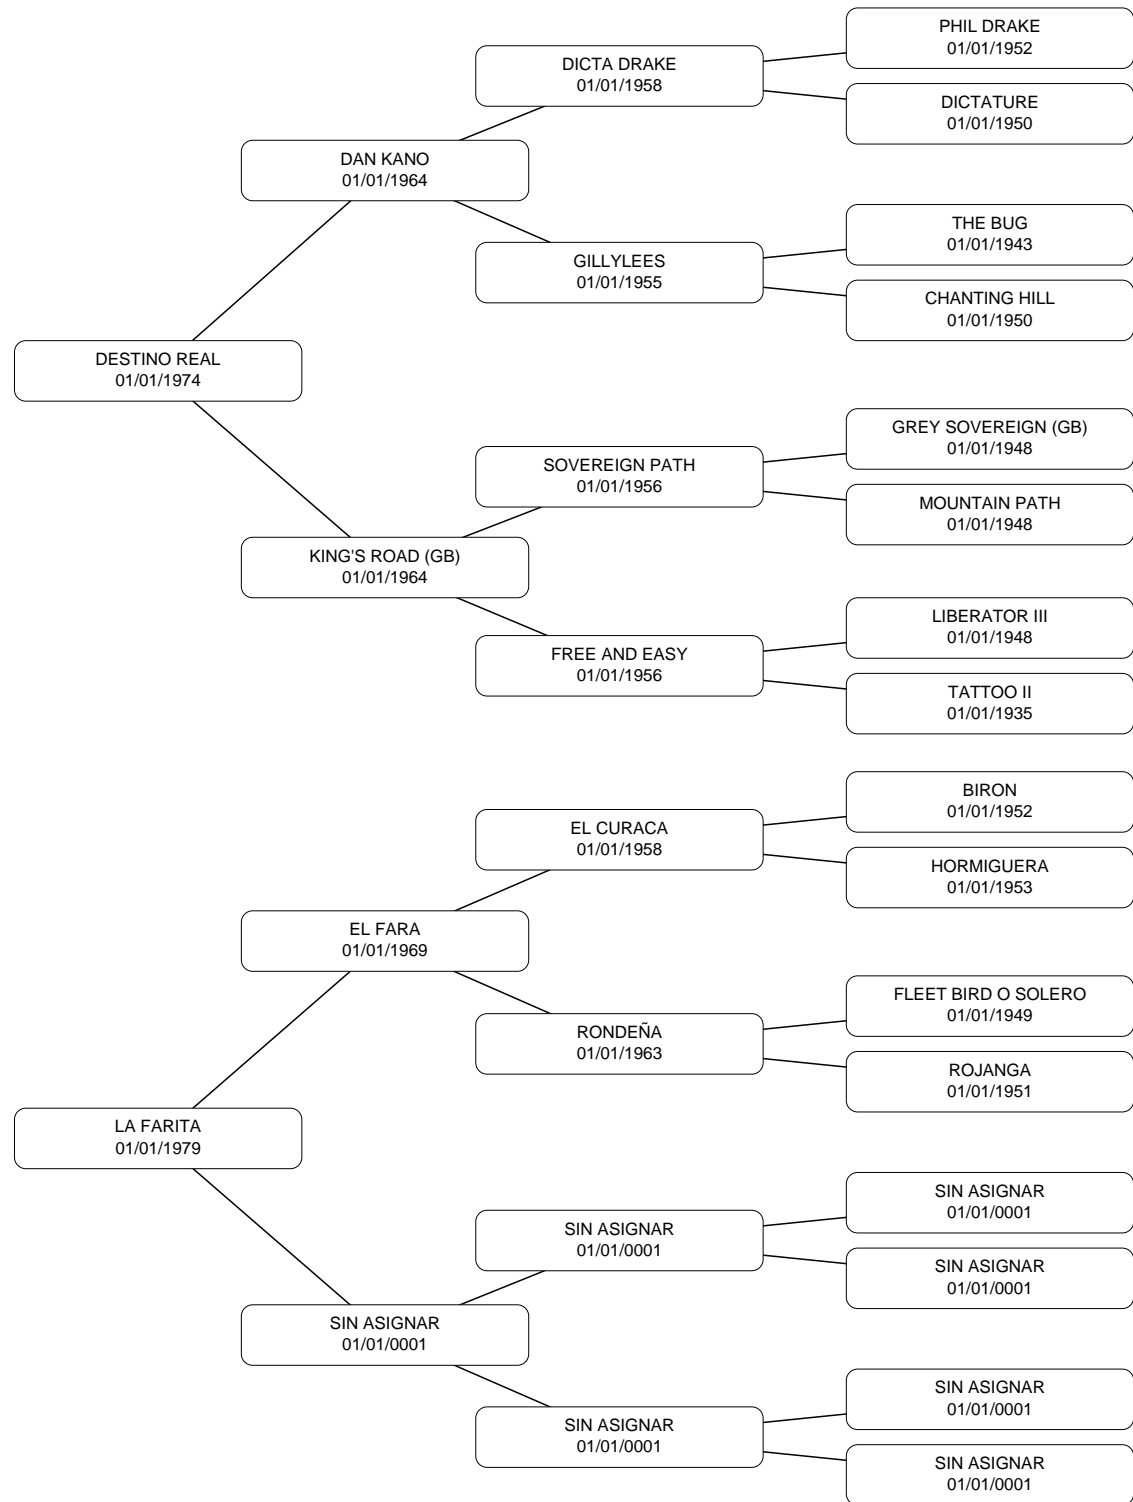 PHIL DRAKE
01/01/1952
DICTA DRAKE
01/01/1958
DICTATURE
01/01/1950
DAN KANO
01/01/1964
THE BUG
01/01/1943
GILLYLEES
01/01/1955
CHANTING HILL
01/01/1950
DESTINO REAL
01/01/1974
GREY SOVEREIGN (GB)
01/01/1948
SOVEREIGN PATH
01/01/1956
MOUNTAIN PATH
01/01/1948
KING'S ROAD (GB)
01/01/1964
LIBERATOR III
01/01/1948
FREE AND EASY
01/01/1956
TATTOO II
01/01/1935
BIRON
01/01/1952
EL CURACA
01/01/1958
HORMIGUERA
01/01/1953
EL FARA
01/01/1969
FLEET BIRD O SOLERO
01/01/1949
RONDEÑA
01/01/1963
ROJANGA
01/01/1951
LA FARITA
01/01/1979
SIN ASIGNAR
01/01/0001
SIN ASIGNAR
01/01/0001
SIN ASIGNAR
01/01/0001
SIN ASIGNAR
01/01/0001
SIN ASIGNAR
01/01/0001
SIN ASIGNAR
01/01/0001
SIN ASIGNAR
01/01/0001